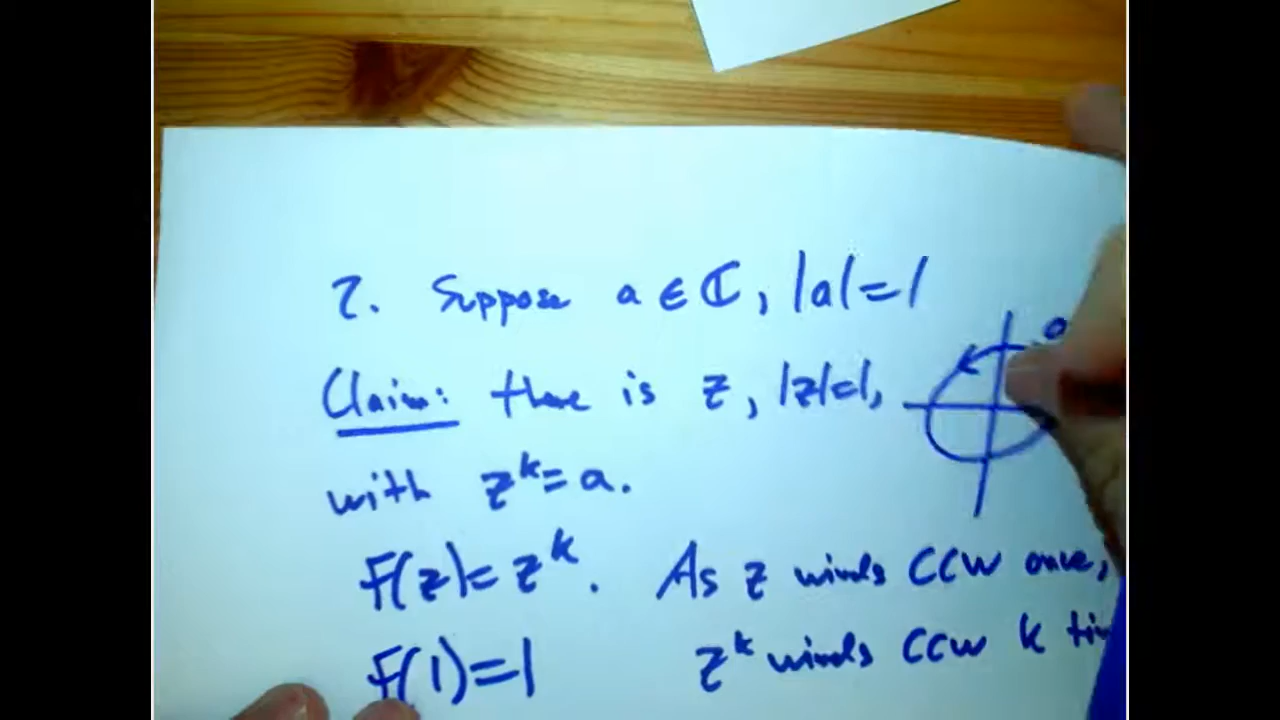 2. Suppose a ∈ ℂ, |a|=1
Claim: there is z, |z|=1,
with z^k = a.
a
f(z) = z^k. As z winds CCW once,
f(1)=1 z^k winds CCW k